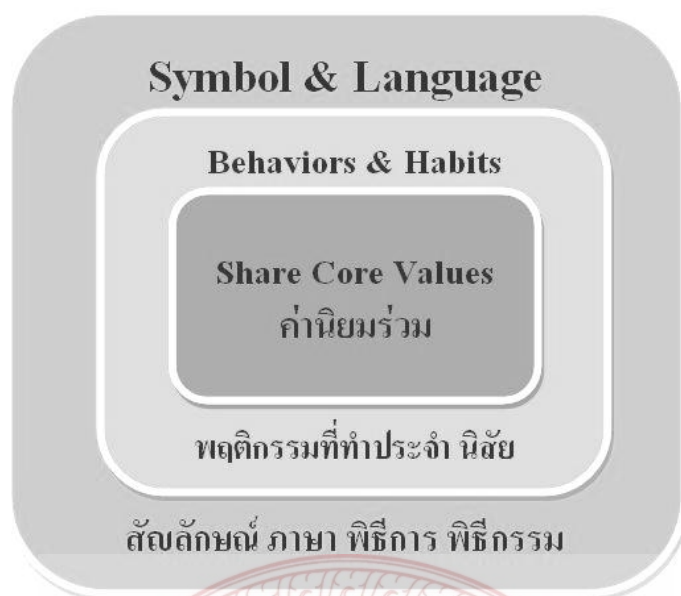 Symbol & Language
Behaviors & Habits
Share Core Values
ค่านิยมร่วม
พฤติกรรมที่ทำประจำ นิสัย
สัญลักษณ์ ภาษา พิธีการ พิธีกรรม